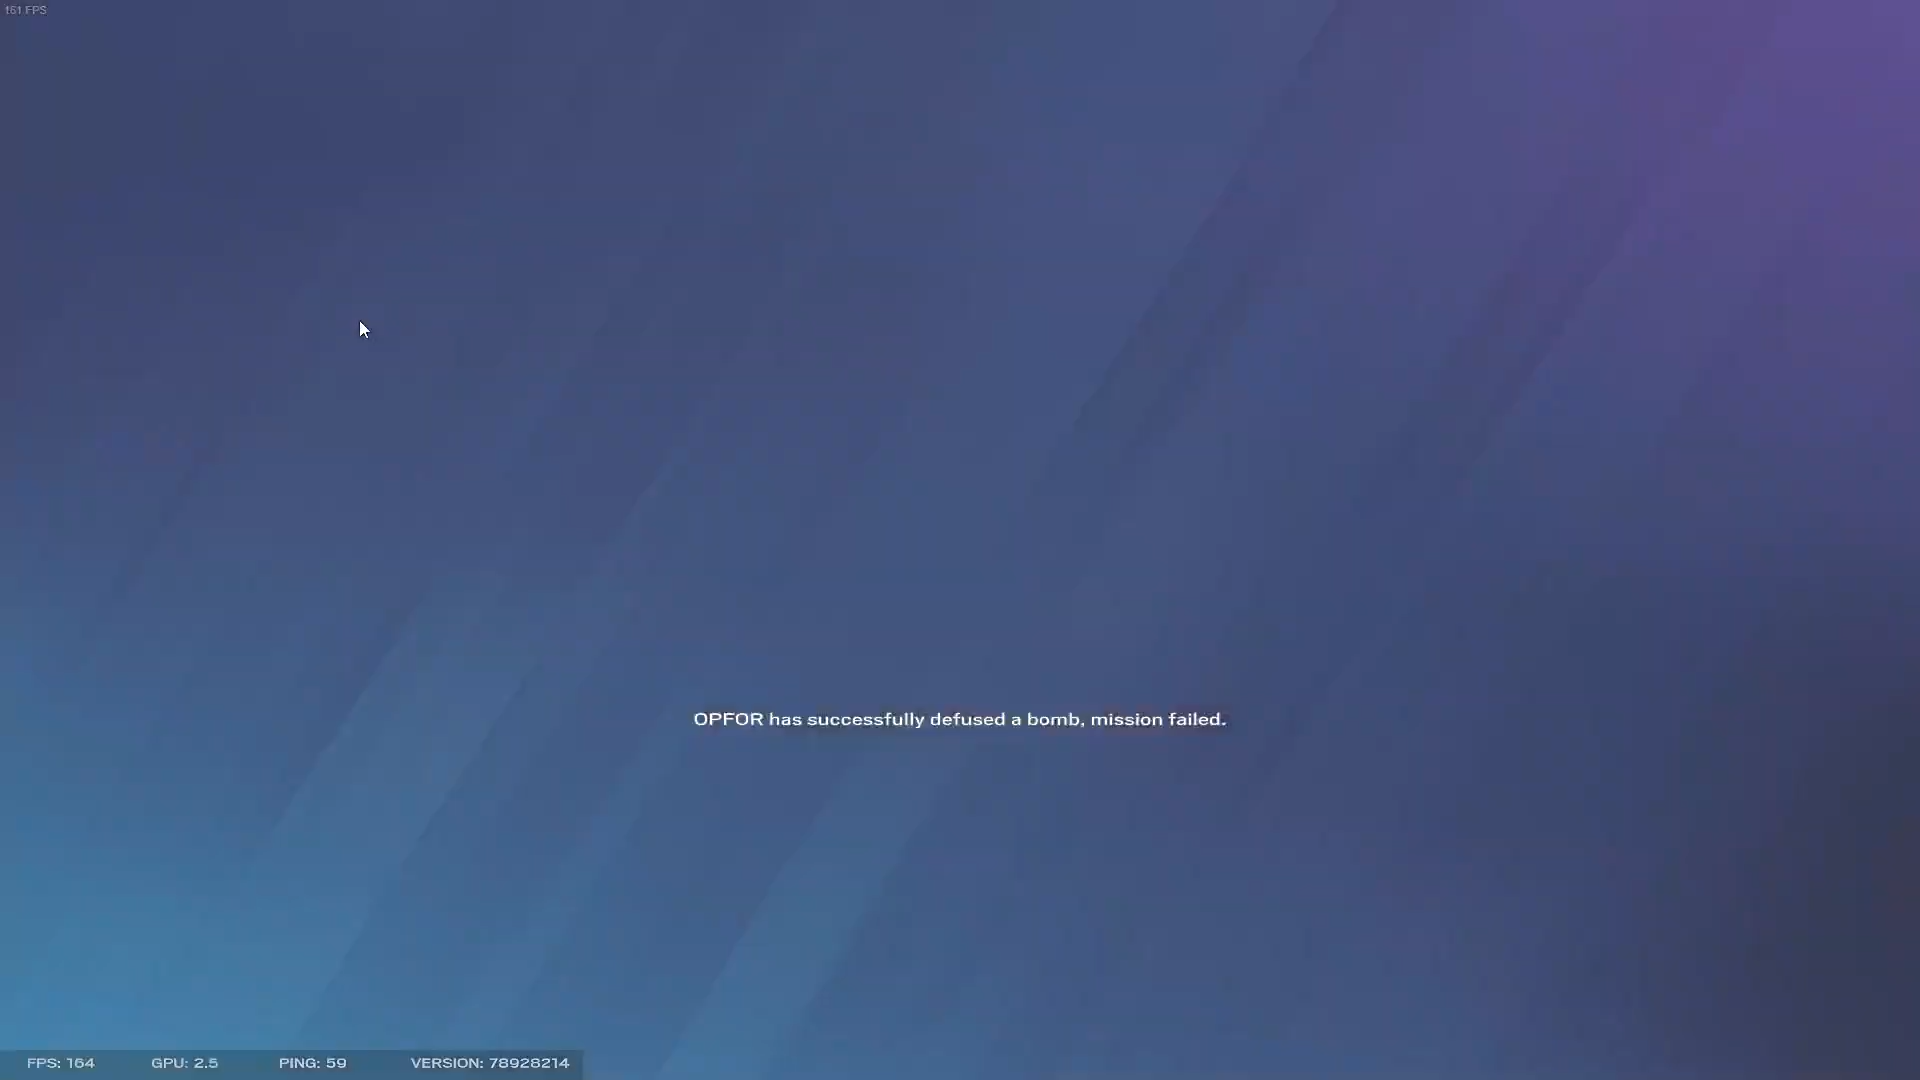 161 FPS
OPFOR has successfully defused a bomb, mission failed.
FPS: 164 GPU: 2.5 PING: 59 VERSION: 78928214